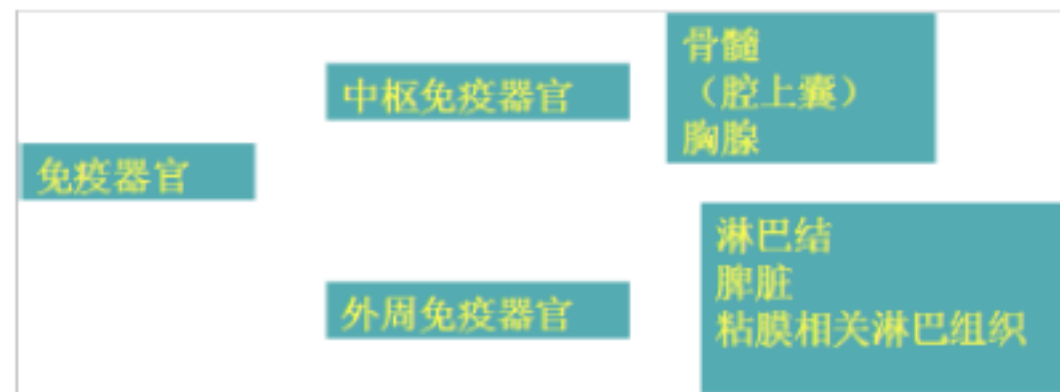 免疫器官
中枢免疫器官
骨髓
（腔上囊）
胸腺
外周免疫器官
淋巴结
脾脏
粘膜相关淋巴组织